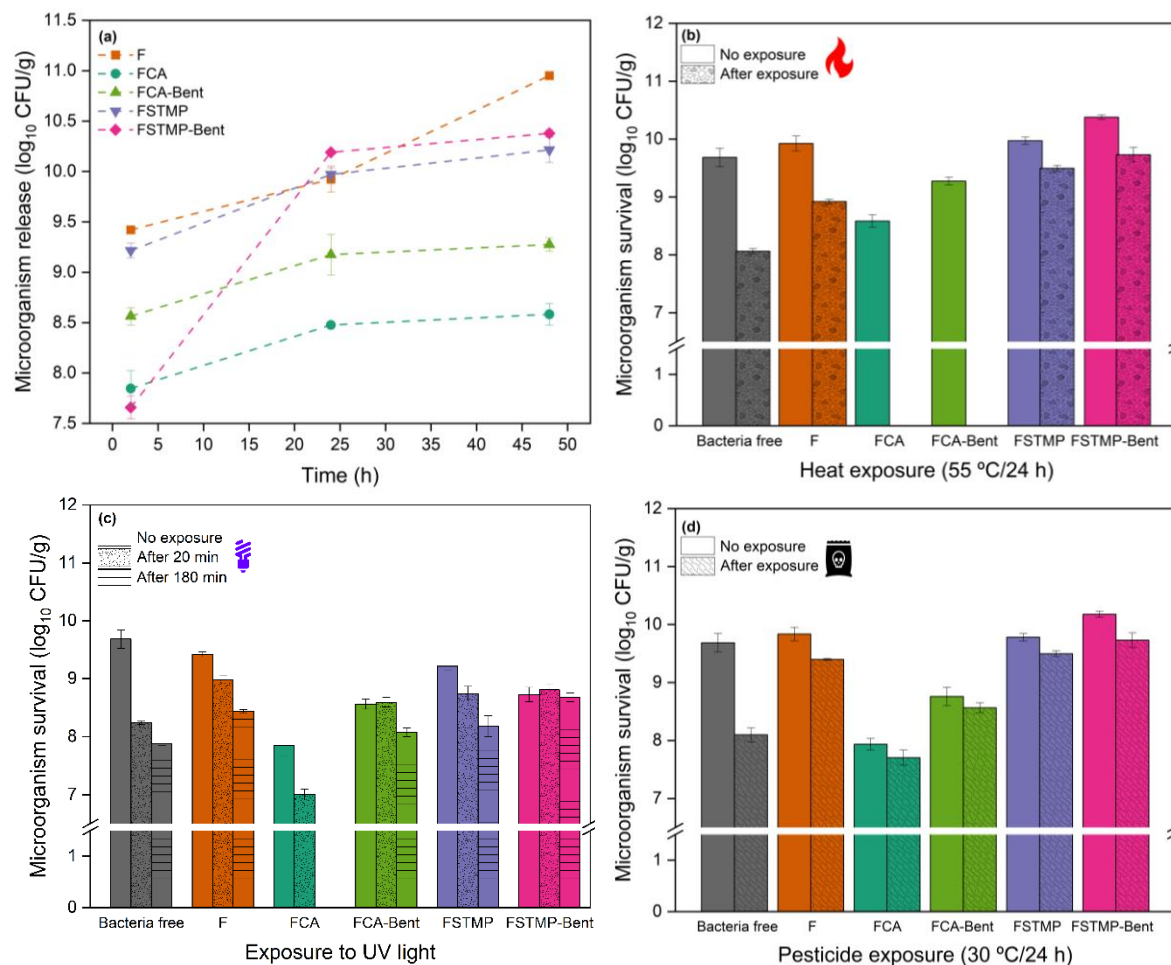 (a)
F
FCA
FCA-Bent
FSTMP
FSTMP-Bent
Microorganism release (log₁₀ CFU/g)
11.5
11.0
10.5
10.0
9.5
9.0
8.5
8.0
7.5
0 5 10 15 20 25 30 35 40 45 50
Time (h)
(b)
No exposure
After exposure
Microorganism survival (log₁₀ CFU/g)
12
11
10
9
8
7
1
0
Bacteria free F FCA FCA-Bent FSTMP FSTMP-Bent
Heat exposure (55 ºC/24 h)
(c)
No exposure
After 20 min
After 180 min
Microorganism survival (log₁₀ CFU/g)
12
11
10
9
8
7
1
0
Bacteria free F FCA FCA-Bent FSTMP FSTMP-Bent
Exposure to UV light
(d)
No exposure
After exposure
Microorganism survival (log₁₀ CFU/g)
12
11
10
9
8
7
1
0
Bacteria free F FCA FCA-Bent FSTMP FSTMP-Bent
Pesticide exposure (30 ºC/24 h)